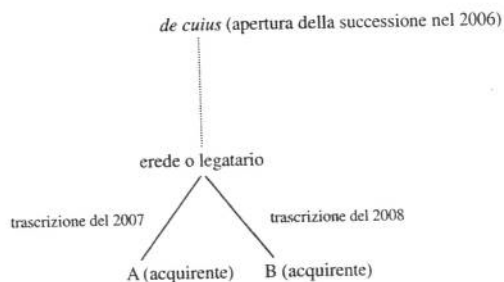 de cuius (apertura della successione nel 2006)
erede o legatario
trascrizione del 2007
trascrizione del 2008
A (acquirente)
B (acquirente)